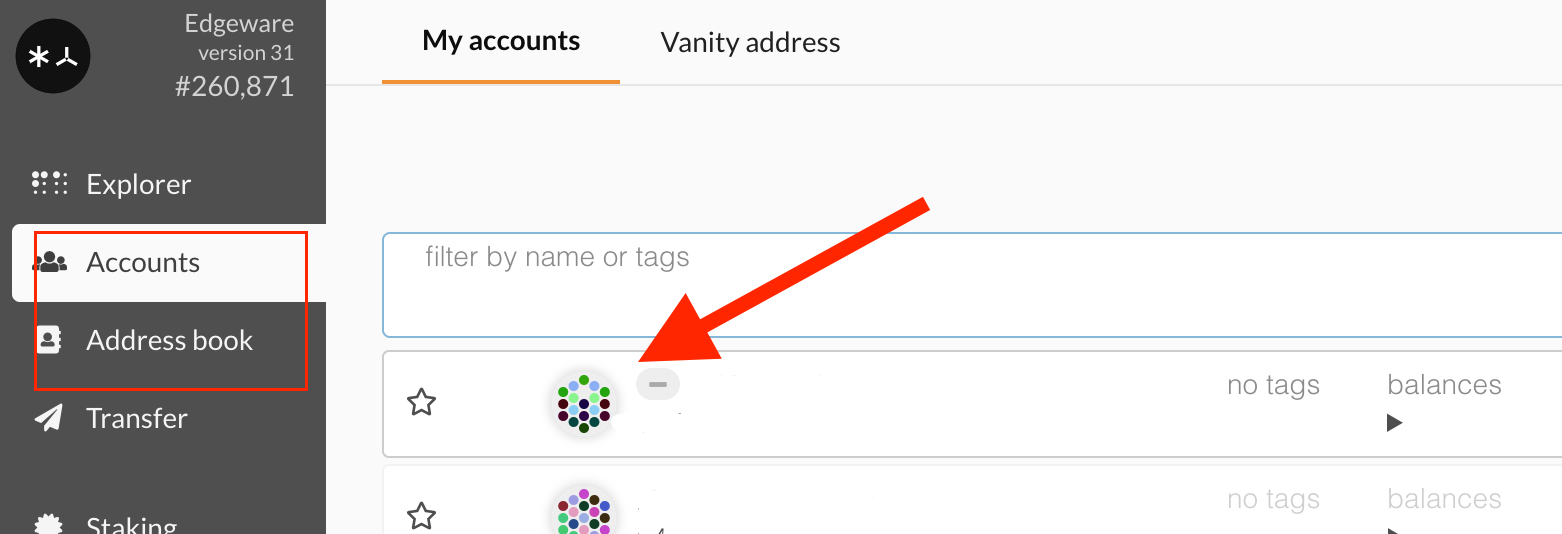 Edgeware
version 31
#260,871
Explorer
Accounts
Address book
Transfer
Staking
My accounts
Vanity address
filter by name or tags
no tags
balances
no tags
balances